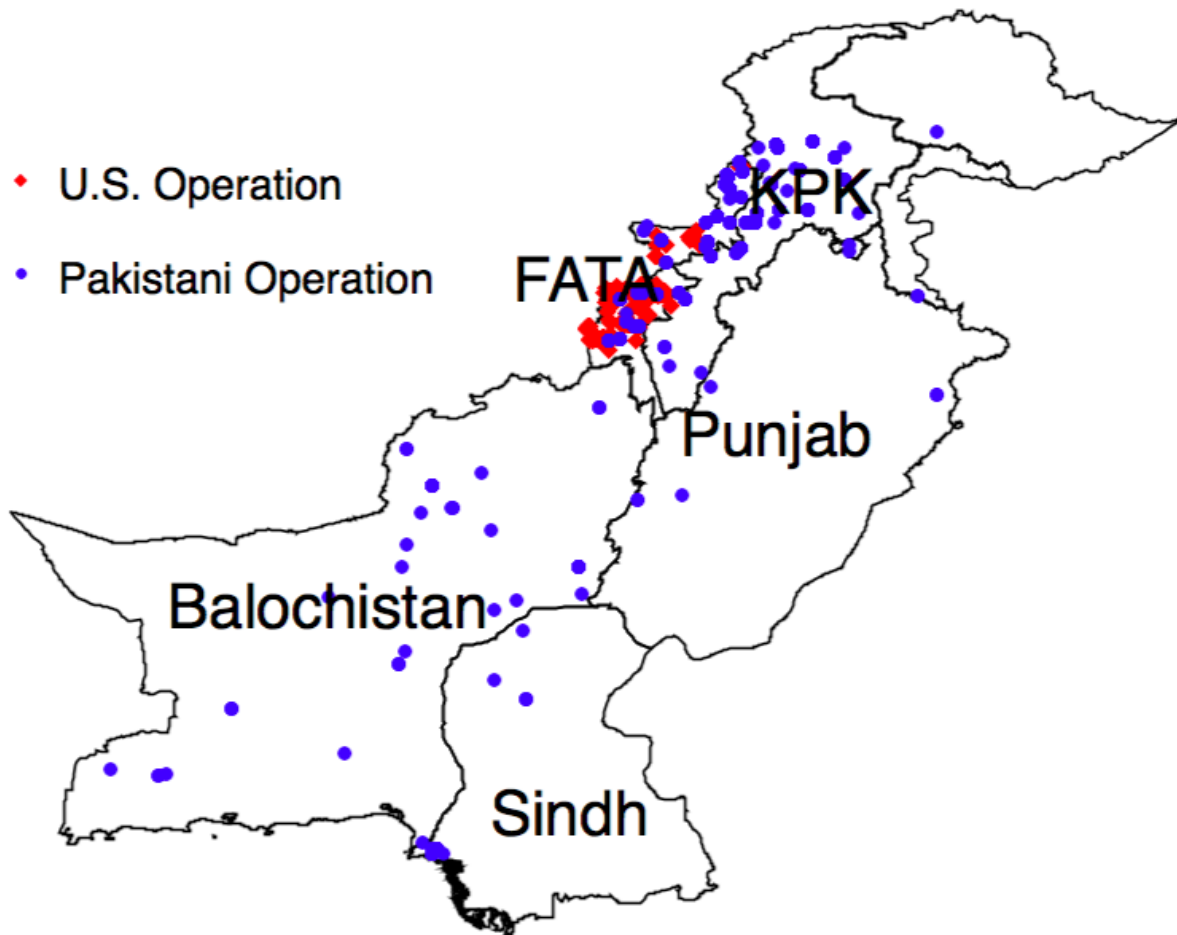 U.S. Operation
Pakistani Operation
KPK
FATA
Punjab
Balochistan
Sindh